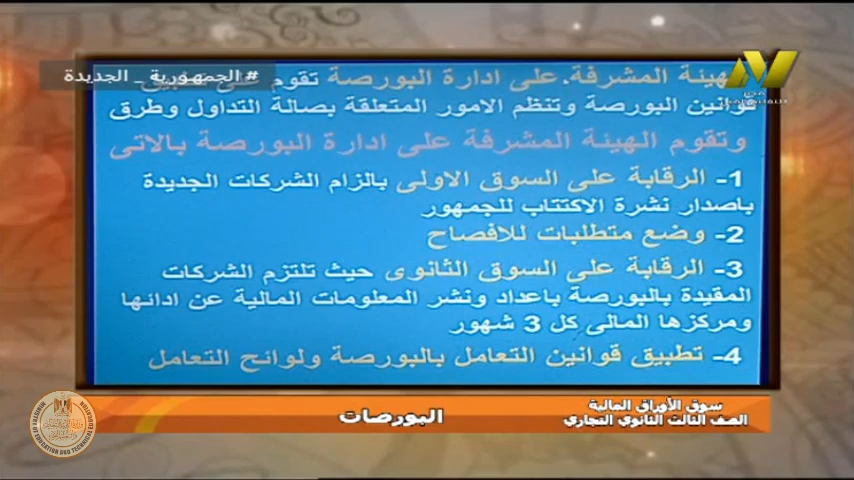 #الجمهورية _ الجديدة
الهيئة المشرفة.على ادارة البورصة تقوم على تطبيق
قوانين البورصة وتنظم الامور المتعلقة بصالة التداول وطرق
وتقوم الهيئة المشرفة على ادارة البورصة بالاتى
1- الرقابة على السوق الاولى بالزام الشركات الجديدة
باصدار نشرة الاكتتاب للجمهور
2- وضع متطلبات للافصاح
3- الرقابة على السوق الثانوى حيث تلتزم الشركات
المقيدة بالبورصة باعداد ونشر المعلومات المالية عن ادائها
ومركزها المالى كل 3 شهور
4- تطبيق قوانين التعامل بالبورصة ولوائح التعامل
سوق الأوراق المالية
الصف الثالث الثانوي التجاري
البورصات